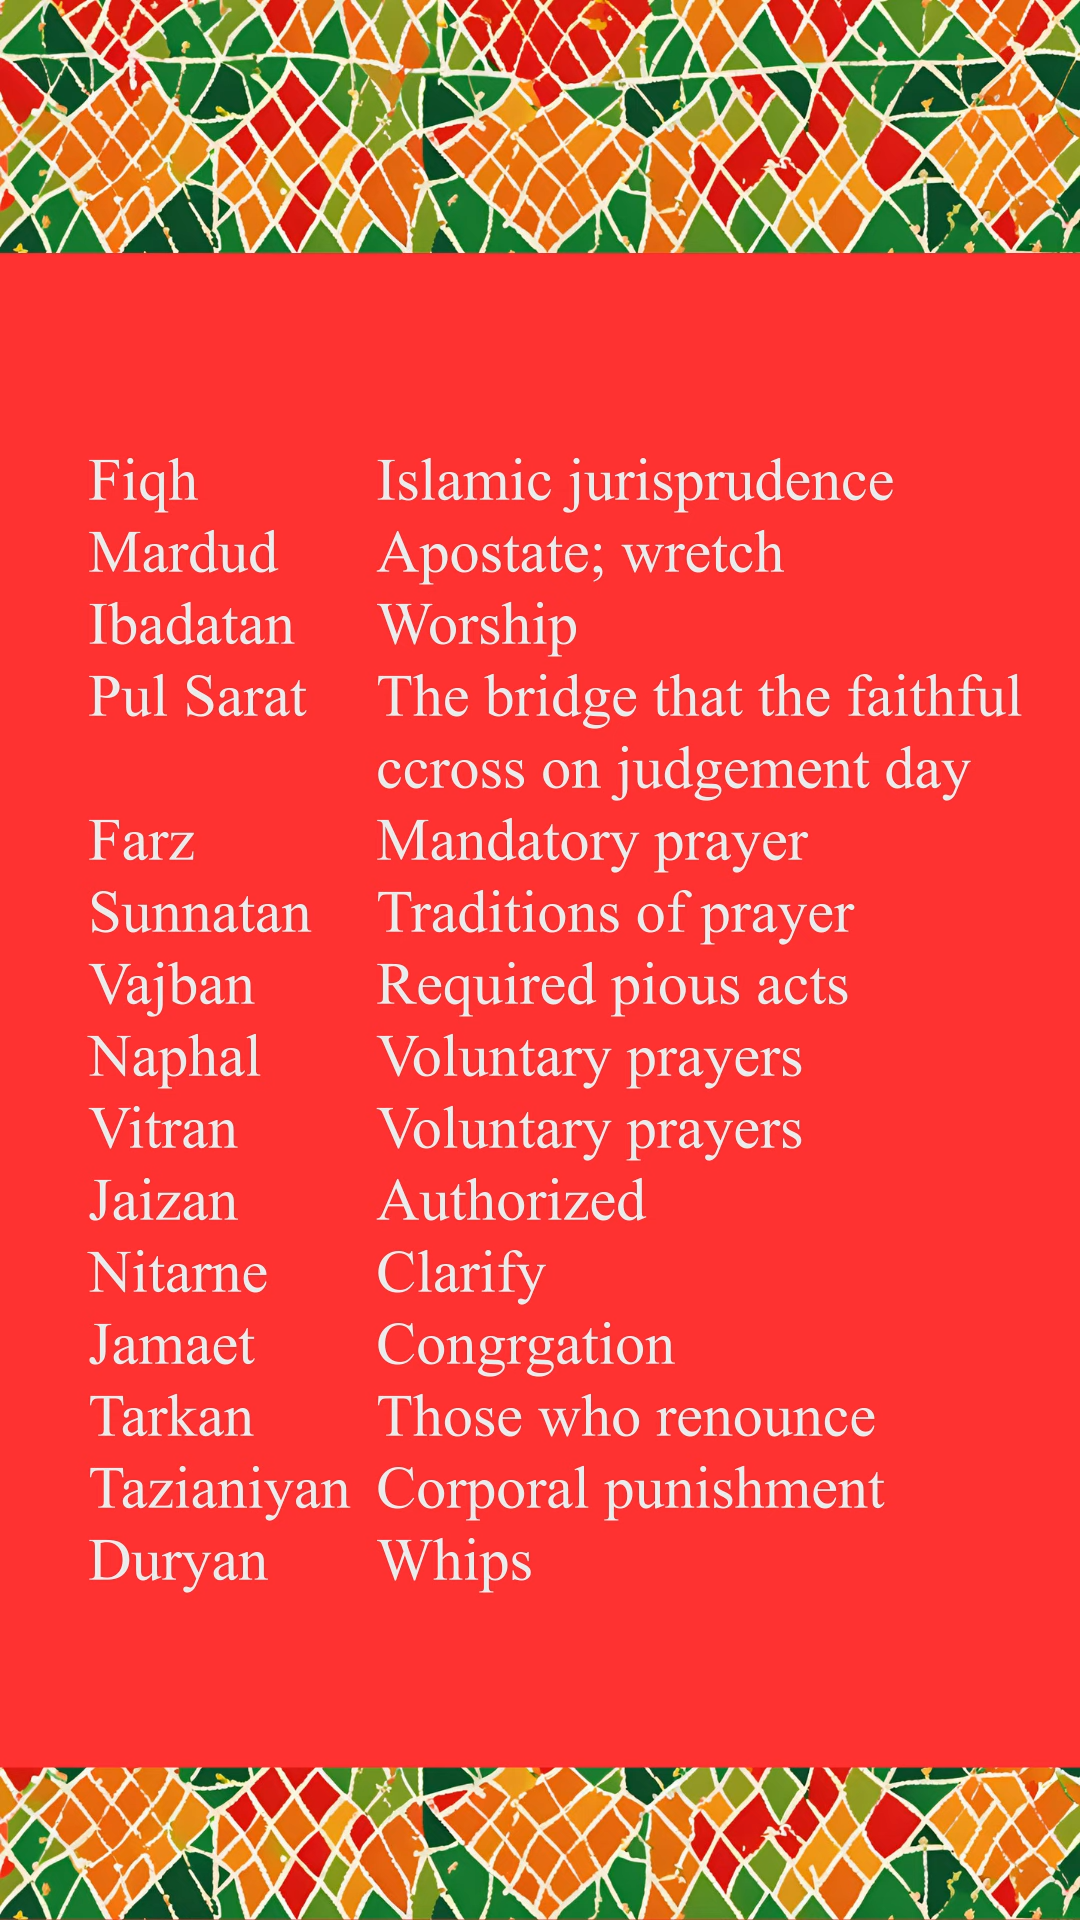 Fiqh Islamic jurisprudence
Mardud Apostate; wretch
Ibadatan Worship
Pul Sarat The bridge that the faithful
ccross on judgement day
Farz Mandatory prayer
Sunnatan Traditions of prayer
Vajban Required pious acts
Naphal Voluntary prayers
Vitran Voluntary prayers
Jaizan Authorized
Nitarne Clarify
Jamaet Congrgation
Tarkan Those who renounce
Tazianiyan Corporal punishment
Duryan Whips